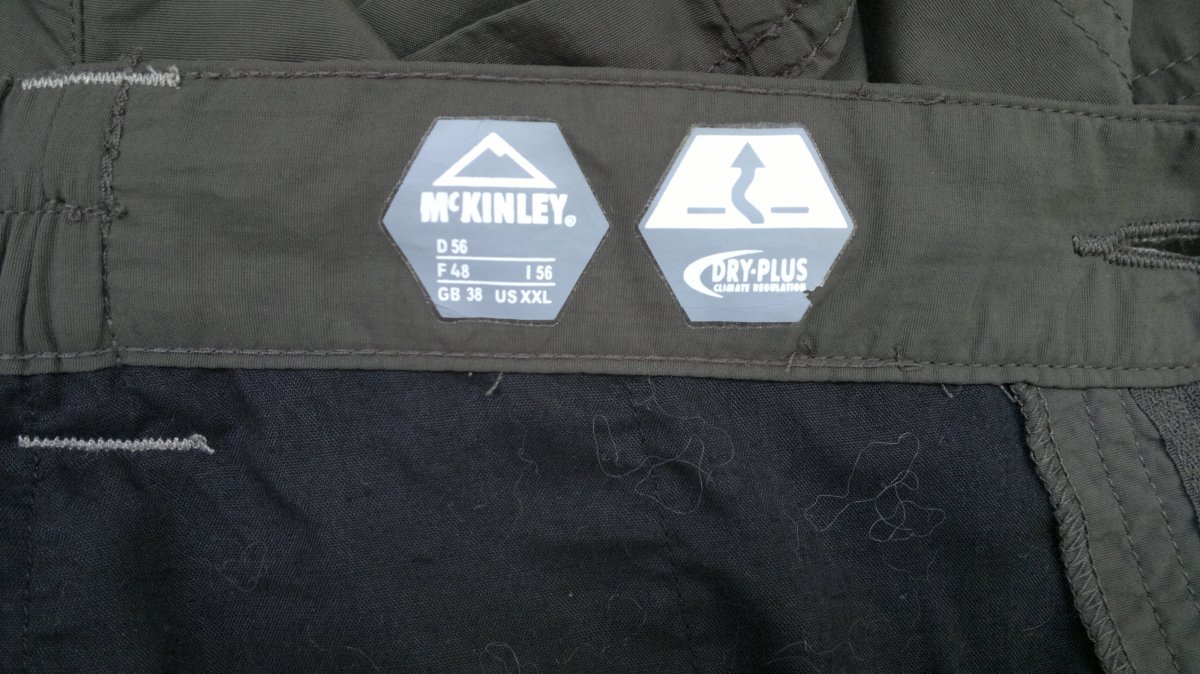 McKINLEY®
D 56
F 48 I 56
GB 38 US XXL
DRY-PLUS
CLIMATE REGULATION